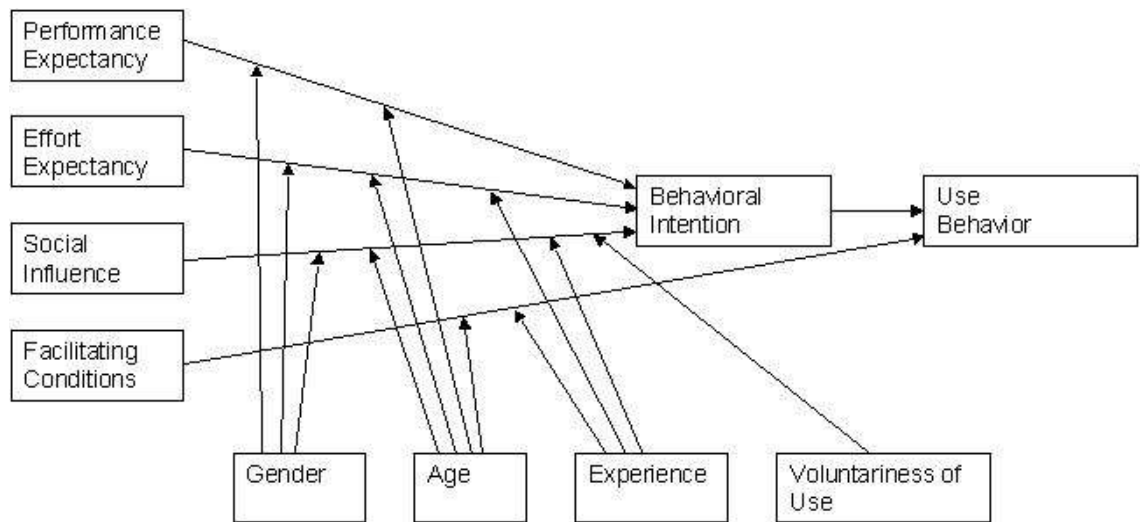 Performance
Expectancy
Effort
Expectancy
Social
Influence
Facilitating
Conditions
Behavioral
Intention
Use
Behavior
Gender
Age
Experience
Voluntariness of
Use